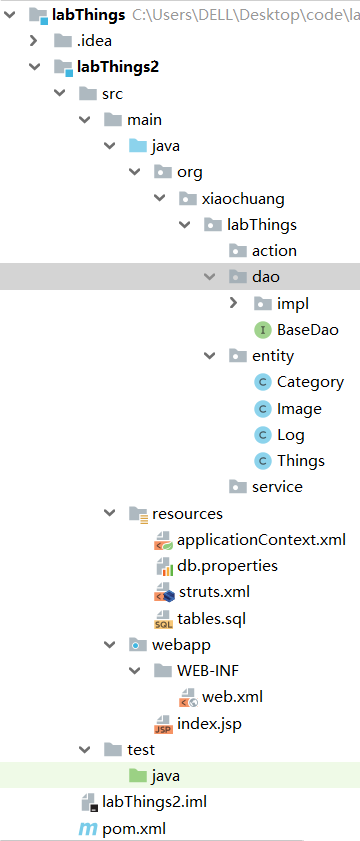 labThings C:\Users\DELL\Desktop\code\la
.idea
labThings2
src
main
java
org
xiaochuang
labThings
action
dao
impl
BaseDao
entity
Category
Image
Log
Things
service
resources
applicationContext.xml
db.properties
struts.xml
tables.sql
webapp
WEB-INF
web.xml
index.jsp
test
java
labThings2.iml
pom.xml